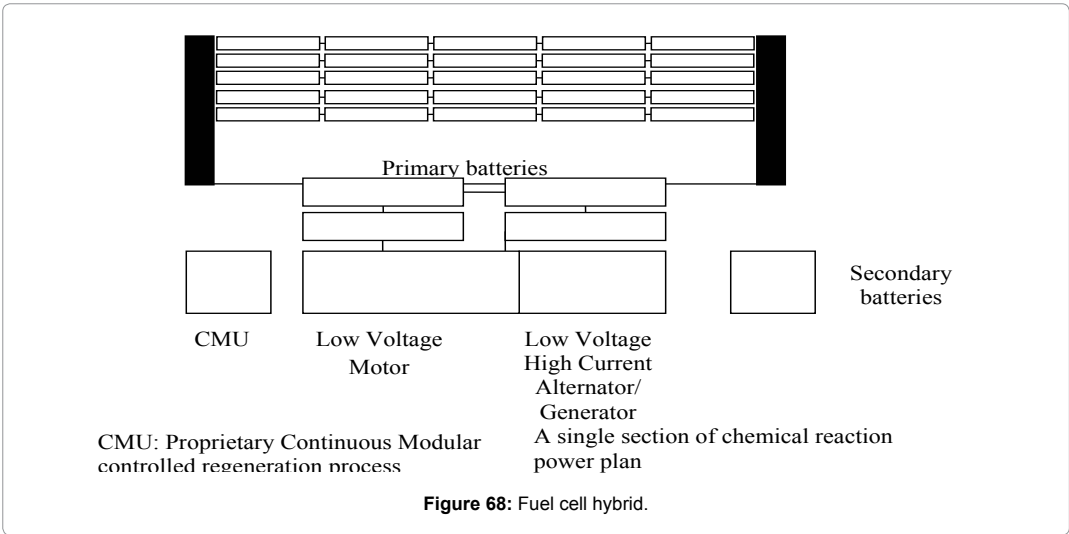 Primary batteries
Secondary
batteries
CMU
Low Voltage
Motor
Low Voltage
High Current
Alternator/
Generator
A single section of chemical reaction
power plan
CMU: Proprietary Continuous Modular
controlled regeneration process
Figure 68: Fuel cell hybrid.